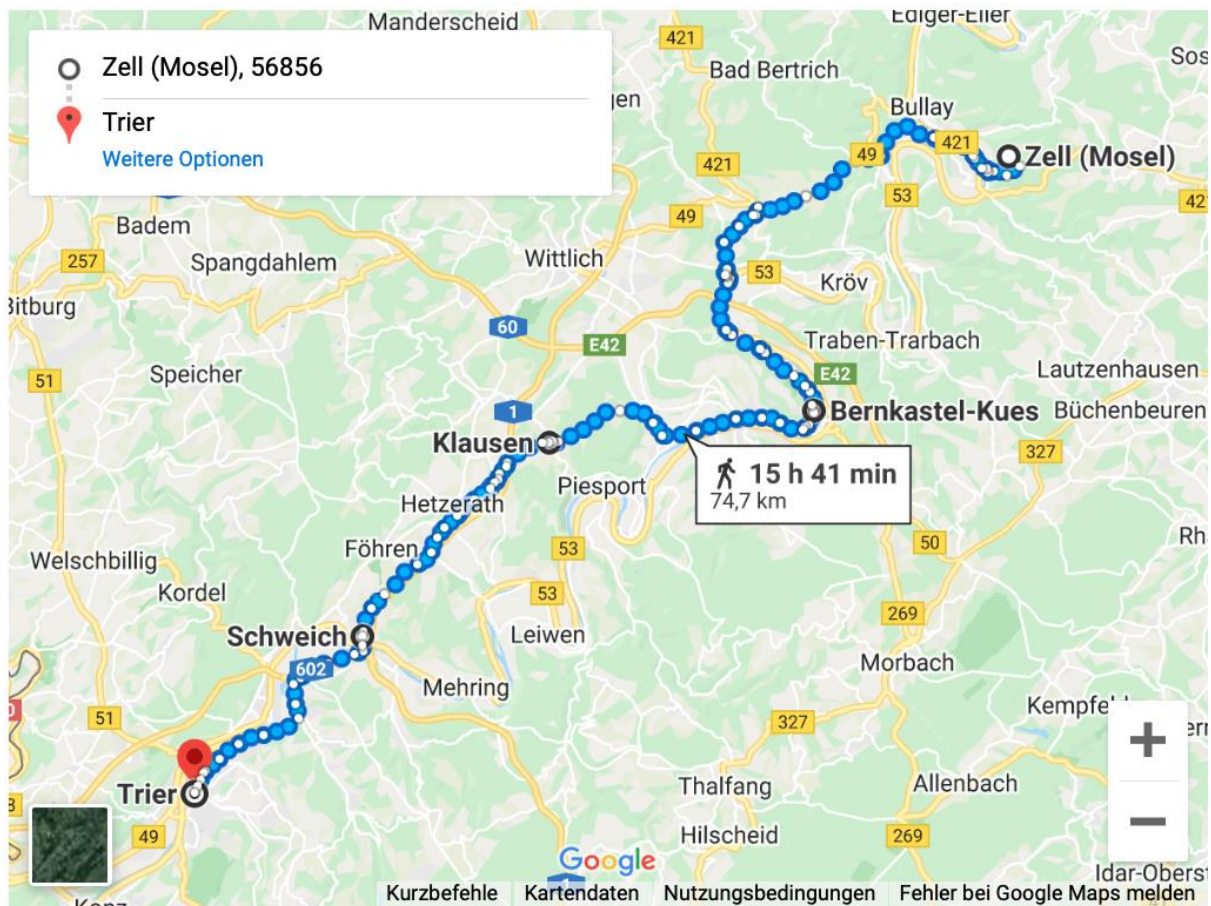 Manderscheid
Ediger-Eller
Zell (Mosel), 56856
Trier
Weitere Optionen
421
Bad Bertrich
Bullay
421
49
Zell (Mosel)
421
53
Badem
49
Wittlich
257
Spangdahlem
53
Kröv
Bitburg
60
E42
Traben-Trarbach
51
Speicher
E42
Lautzenhausen
1
Bernkastel-Kues
Büchenbeuren
Klausen
327
15 h 41 min
74,7 km
Piesport
Hetzerath
Föhren
53
50
Welschbillig
Kordel
53
269
Schweich
Leiwen
602
Morbach
Mehring
51
327
Trier
Thalfang
Allenbach
49
Hilscheid
269
Google
Kurzbefehle
Kartendaten
Nutzungsbedingungen
Fehler bei Google Maps melden